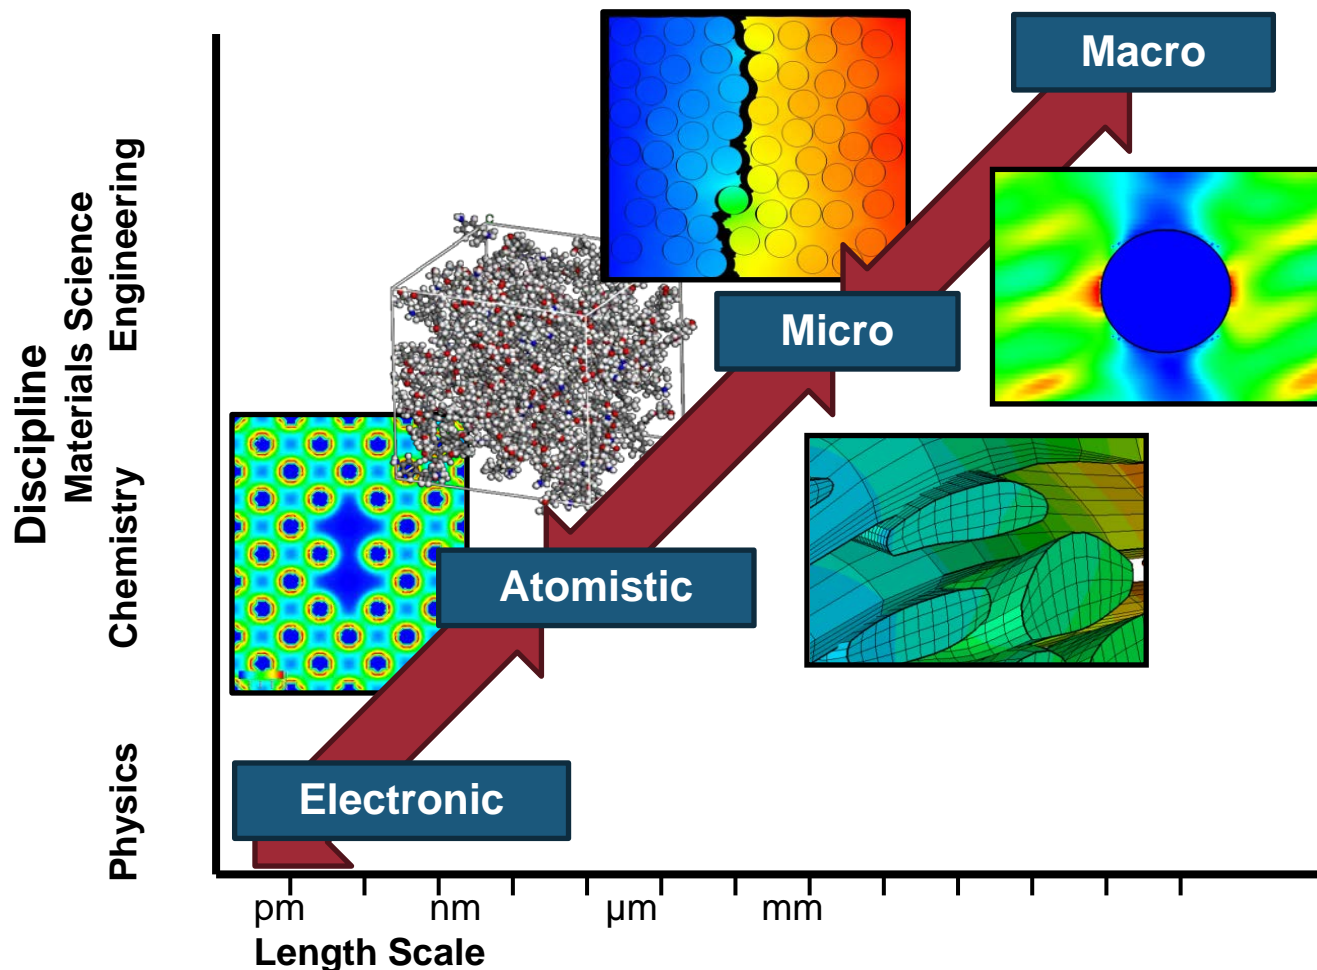 Macro
Micro
Atomistic
Electronic
Discipline
Materials Science
Engineering
Chemistry
Physics
pm nm µm mm
Length Scale